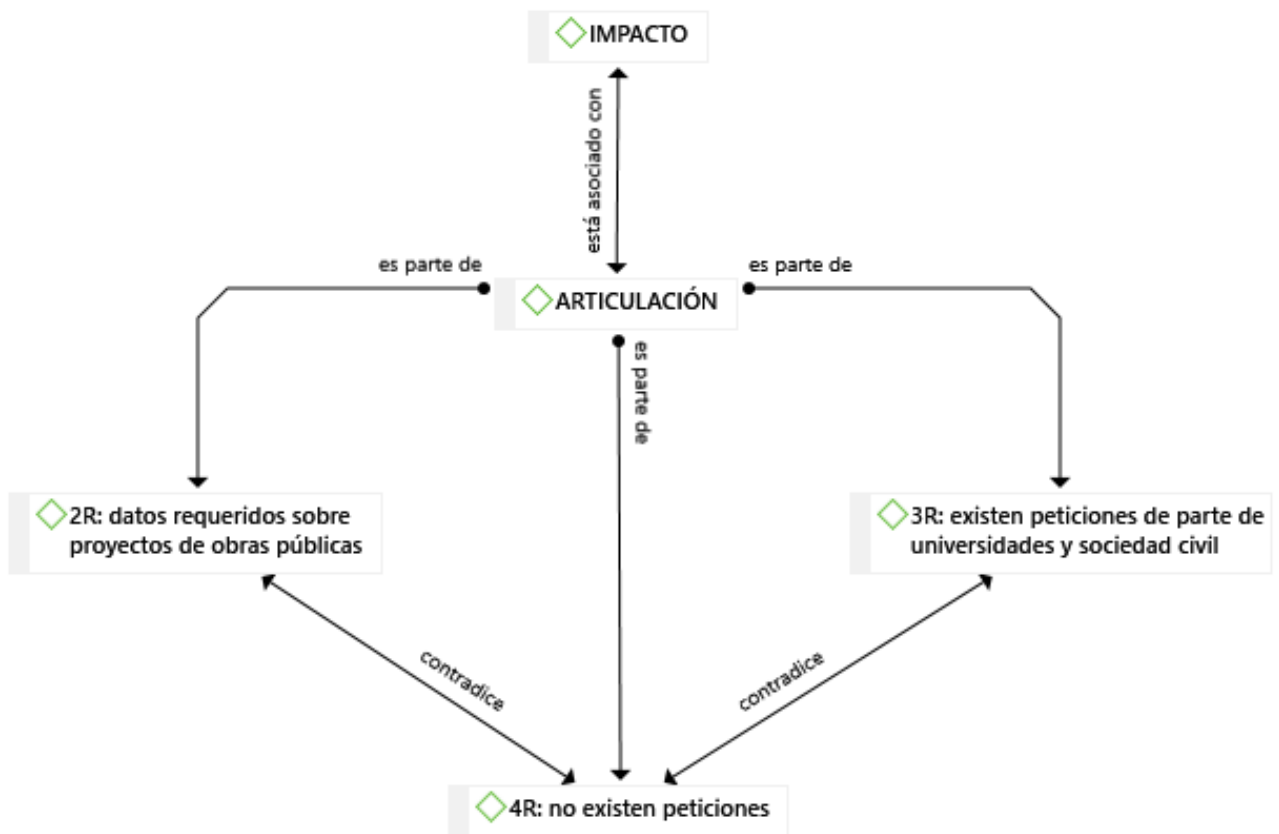 IMPACTO
está asociado con
es parte de
es parte de
ARTICULACIÓN
es parte de
2R: datos requeridos sobre
proyectos de obras públicas
3R: existen peticiones de parte de
universidades y sociedad civil
contradice
contradice
4R: no existen peticiones